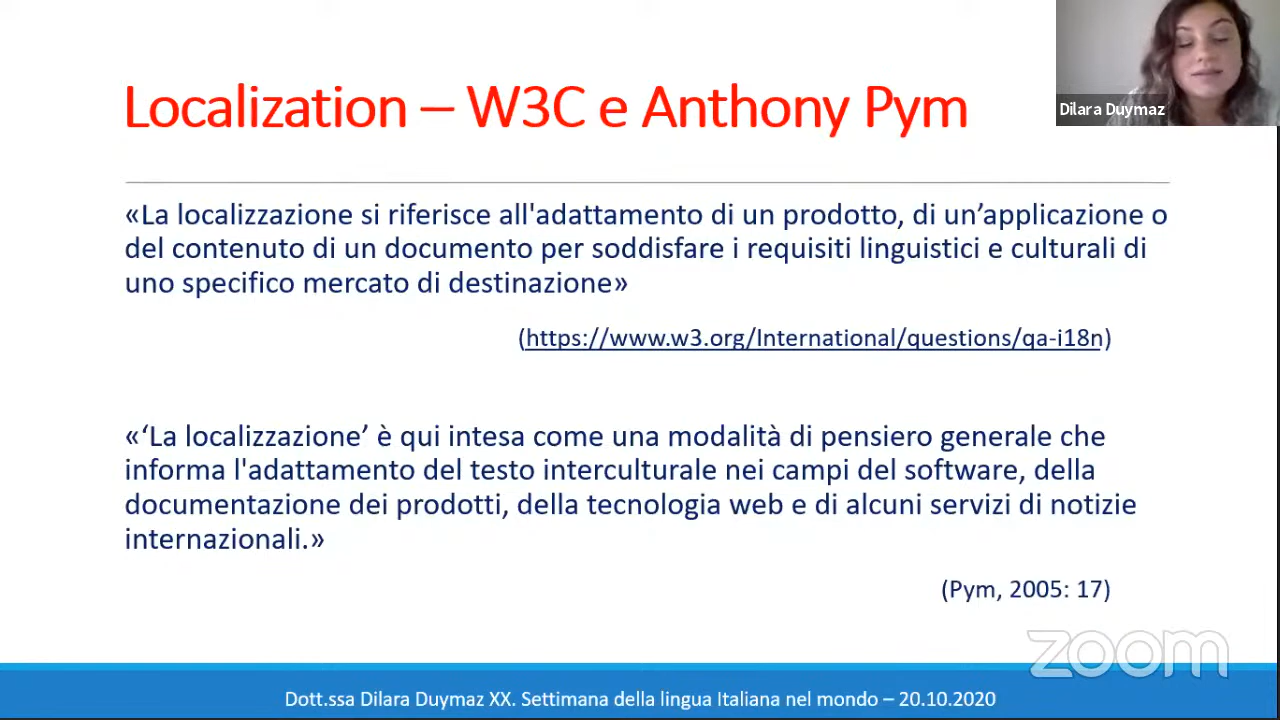 Localization – W3C e Anthony Pym
Dilara Duymaz
«La localizzazione si riferisce all'adattamento di un prodotto, di un’applicazione o
del contenuto di un documento per soddisfare i requisiti linguistici e culturali di
uno specifico mercato di destinazione»
(https://www.w3.org/International/questions/qa-i18n)
«‘La localizzazione’ è qui intesa come una modalità di pensiero generale che
informa l'adattamento del testo interculturale nei campi del software, della
documentazione dei prodotti, della tecnologia web e di alcuni servizi di notizie
internazionali.»
(Pym, 2005: 17)
zoom
Dott.ssa Dilara Duymaz XX. Settimana della lingua Italiana nel mondo – 20.10.2020